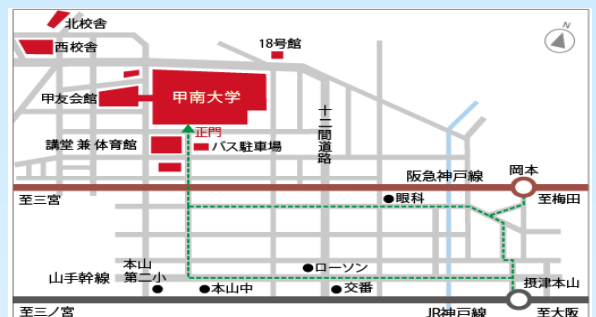 北校舎
西校舎
18号館
N
甲友会館
甲南大学
十二間道路
正門
講堂 兼 体育館
バス駐車場
阪急神戸線
岡本
至三宮
眼科
至梅田
本山
第二小
ローソン
山手幹線
摂津本山
本山中
交番
至三ノ宮
JR神戸線
至大阪